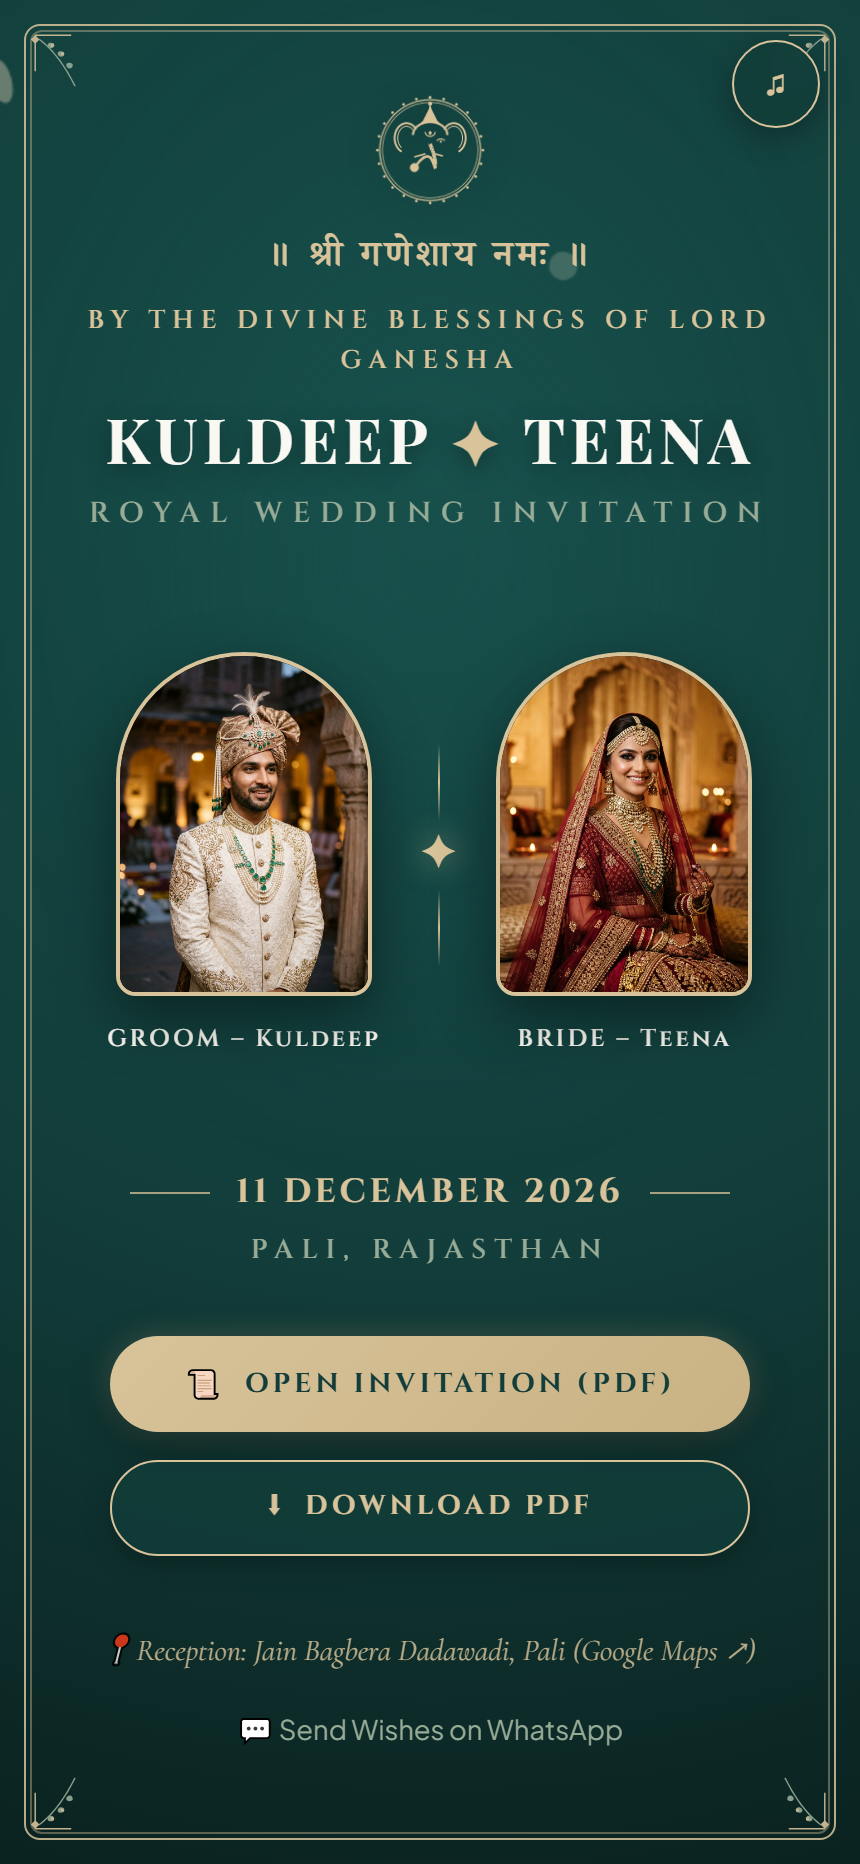 ॥ श्री गणेशाय नमः ॥
BY THE DIVINE BLESSINGS OF LORD
GANESHA
KULDEEP ✦ TEENA
ROYAL WEDDING INVITATION
GROOM – KULDEEP
BRIDE – TEENA
11 DECEMBER 2026
PALI, RAJASTHAN
OPEN INVITATION (PDF)
⬇ DOWNLOAD PDF
Reception: Jain Bagbera Dadawadi, Pali (Google Maps ↗)
Send Wishes on WhatsApp